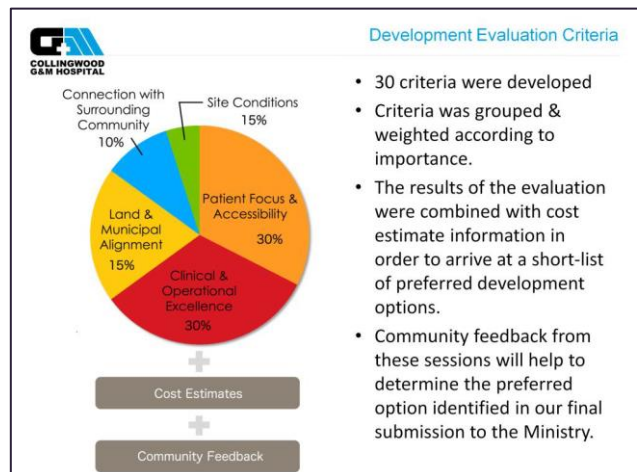 COLLINGWOOD
G&M HOSPITAL
Development Evaluation Criteria
Connection with
Surrounding
Community
10%
Site Conditions
15%
Patient Focus &
Accessibility
30%
Land &
Municipal
Alignment
15%
Clinical &
Operational
Excellence
30%
Cost Estimates
Community Feedback
• 30 criteria were developed
• Criteria was grouped &
weighted according to
importance.
• The results of the evaluation
were combined with cost
estimate information in
order to arrive at a short-list
of preferred development
options.
• Community feedback from
these sessions will help to
determine the preferred
option identified in our final
submission to the Ministry.